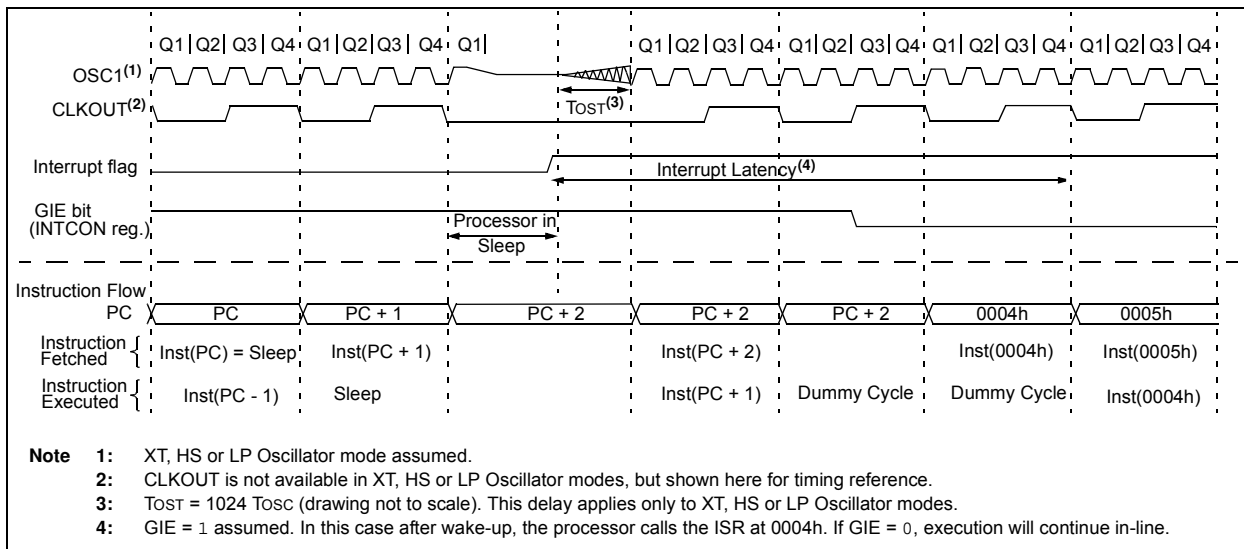 Q1 Q2 Q3 Q4 Q1 Q2 Q3 Q4 Q1 Q1 Q2 Q3 Q4 Q1 Q2 Q3 Q4 Q1 Q2 Q3 Q4 Q1 Q2 Q3 Q4
OSC1(1)
TOST(3)
CLKOUT(2)
Interrupt flag
Interrupt Latency(4)
GIE bit
(INTCON reg.)
Processor in
Sleep
Instruction Flow
PC PC PC + 1 PC + 2 PC + 2 PC + 2 0004h 0005h
Instruction
Fetched { Inst(PC) = Sleep Inst(PC + 1) Inst(PC + 2) Inst(0004h) Inst(0005h)
Instruction
Executed { Inst(PC - 1) Sleep Inst(PC + 1) Dummy Cycle Dummy Cycle Inst(0004h)
Note 1: XT, HS or LP Oscillator mode assumed.
2: CLKOUT is not available in XT, HS or LP Oscillator modes, but shown here for timing reference.
3: TOST = 1024 TOSC (drawing not to scale). This delay applies only to XT, HS or LP Oscillator modes.
4: GIE = 1 assumed. In this case after wake-up, the processor calls the ISR at 0004h. If GIE = 0, execution will continue in-line.